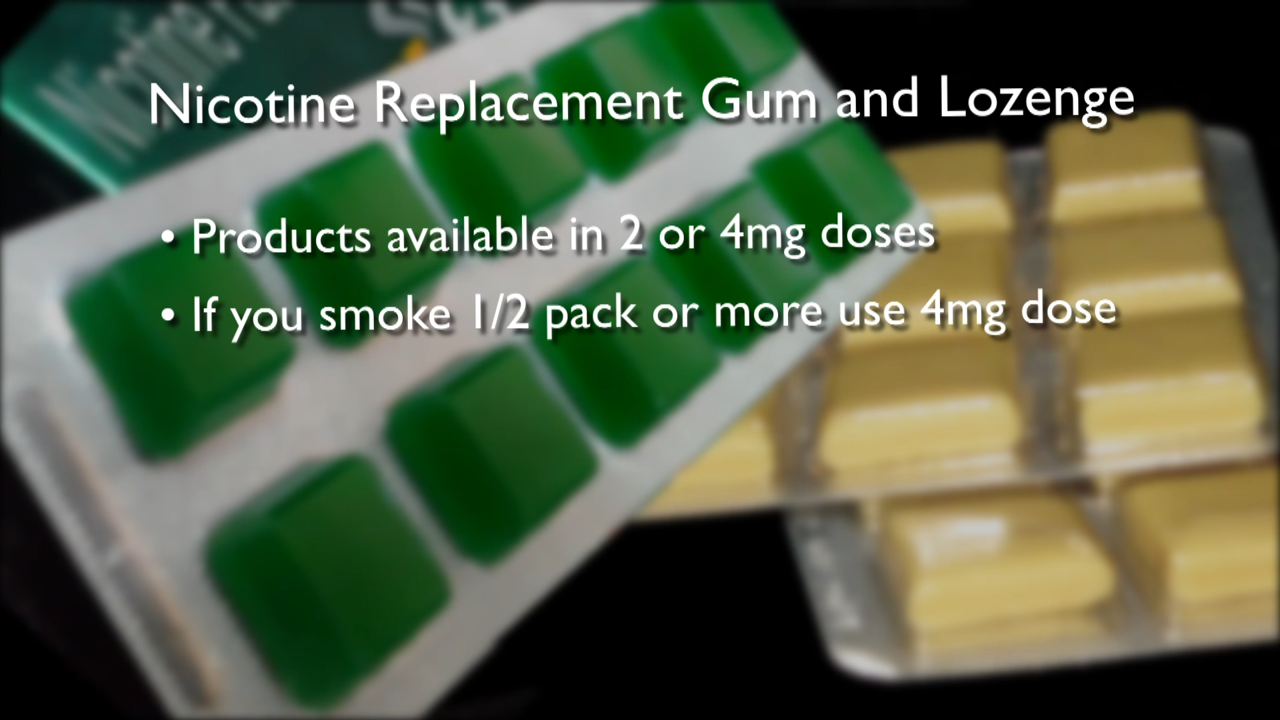 Nicotine
Nicotine Replacement Gum and Lozenge
• Products available in 2 or 4mg doses
• If you smoke 1/2 pack or more use 4mg dose